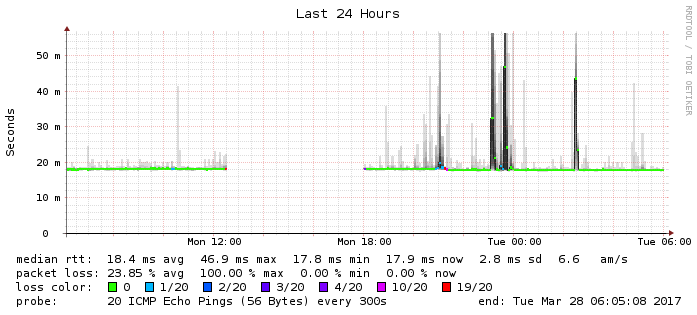 Last 24 Hours
RRDTOOL / TOBI OETIKER
Seconds
50 m
40 m
30 m
20 m
10 m
0
Mon 12:00 Mon 18:00 Tue 00:00 Tue 06:00
median rtt: 18.4 ms avg 46.9 ms max 17.8 ms min 17.9 ms now 2.8 ms sd 6.6 am/s
packet loss: 23.85 % avg 100.00 % max 0.00 % min 0.00 % now
loss color: 0 1/20 2/20 3/20 4/20 10/20 19/20
probe: 20 ICMP Echo Pings (56 Bytes) every 300s end: Tue Mar 28 06:05:08 2017